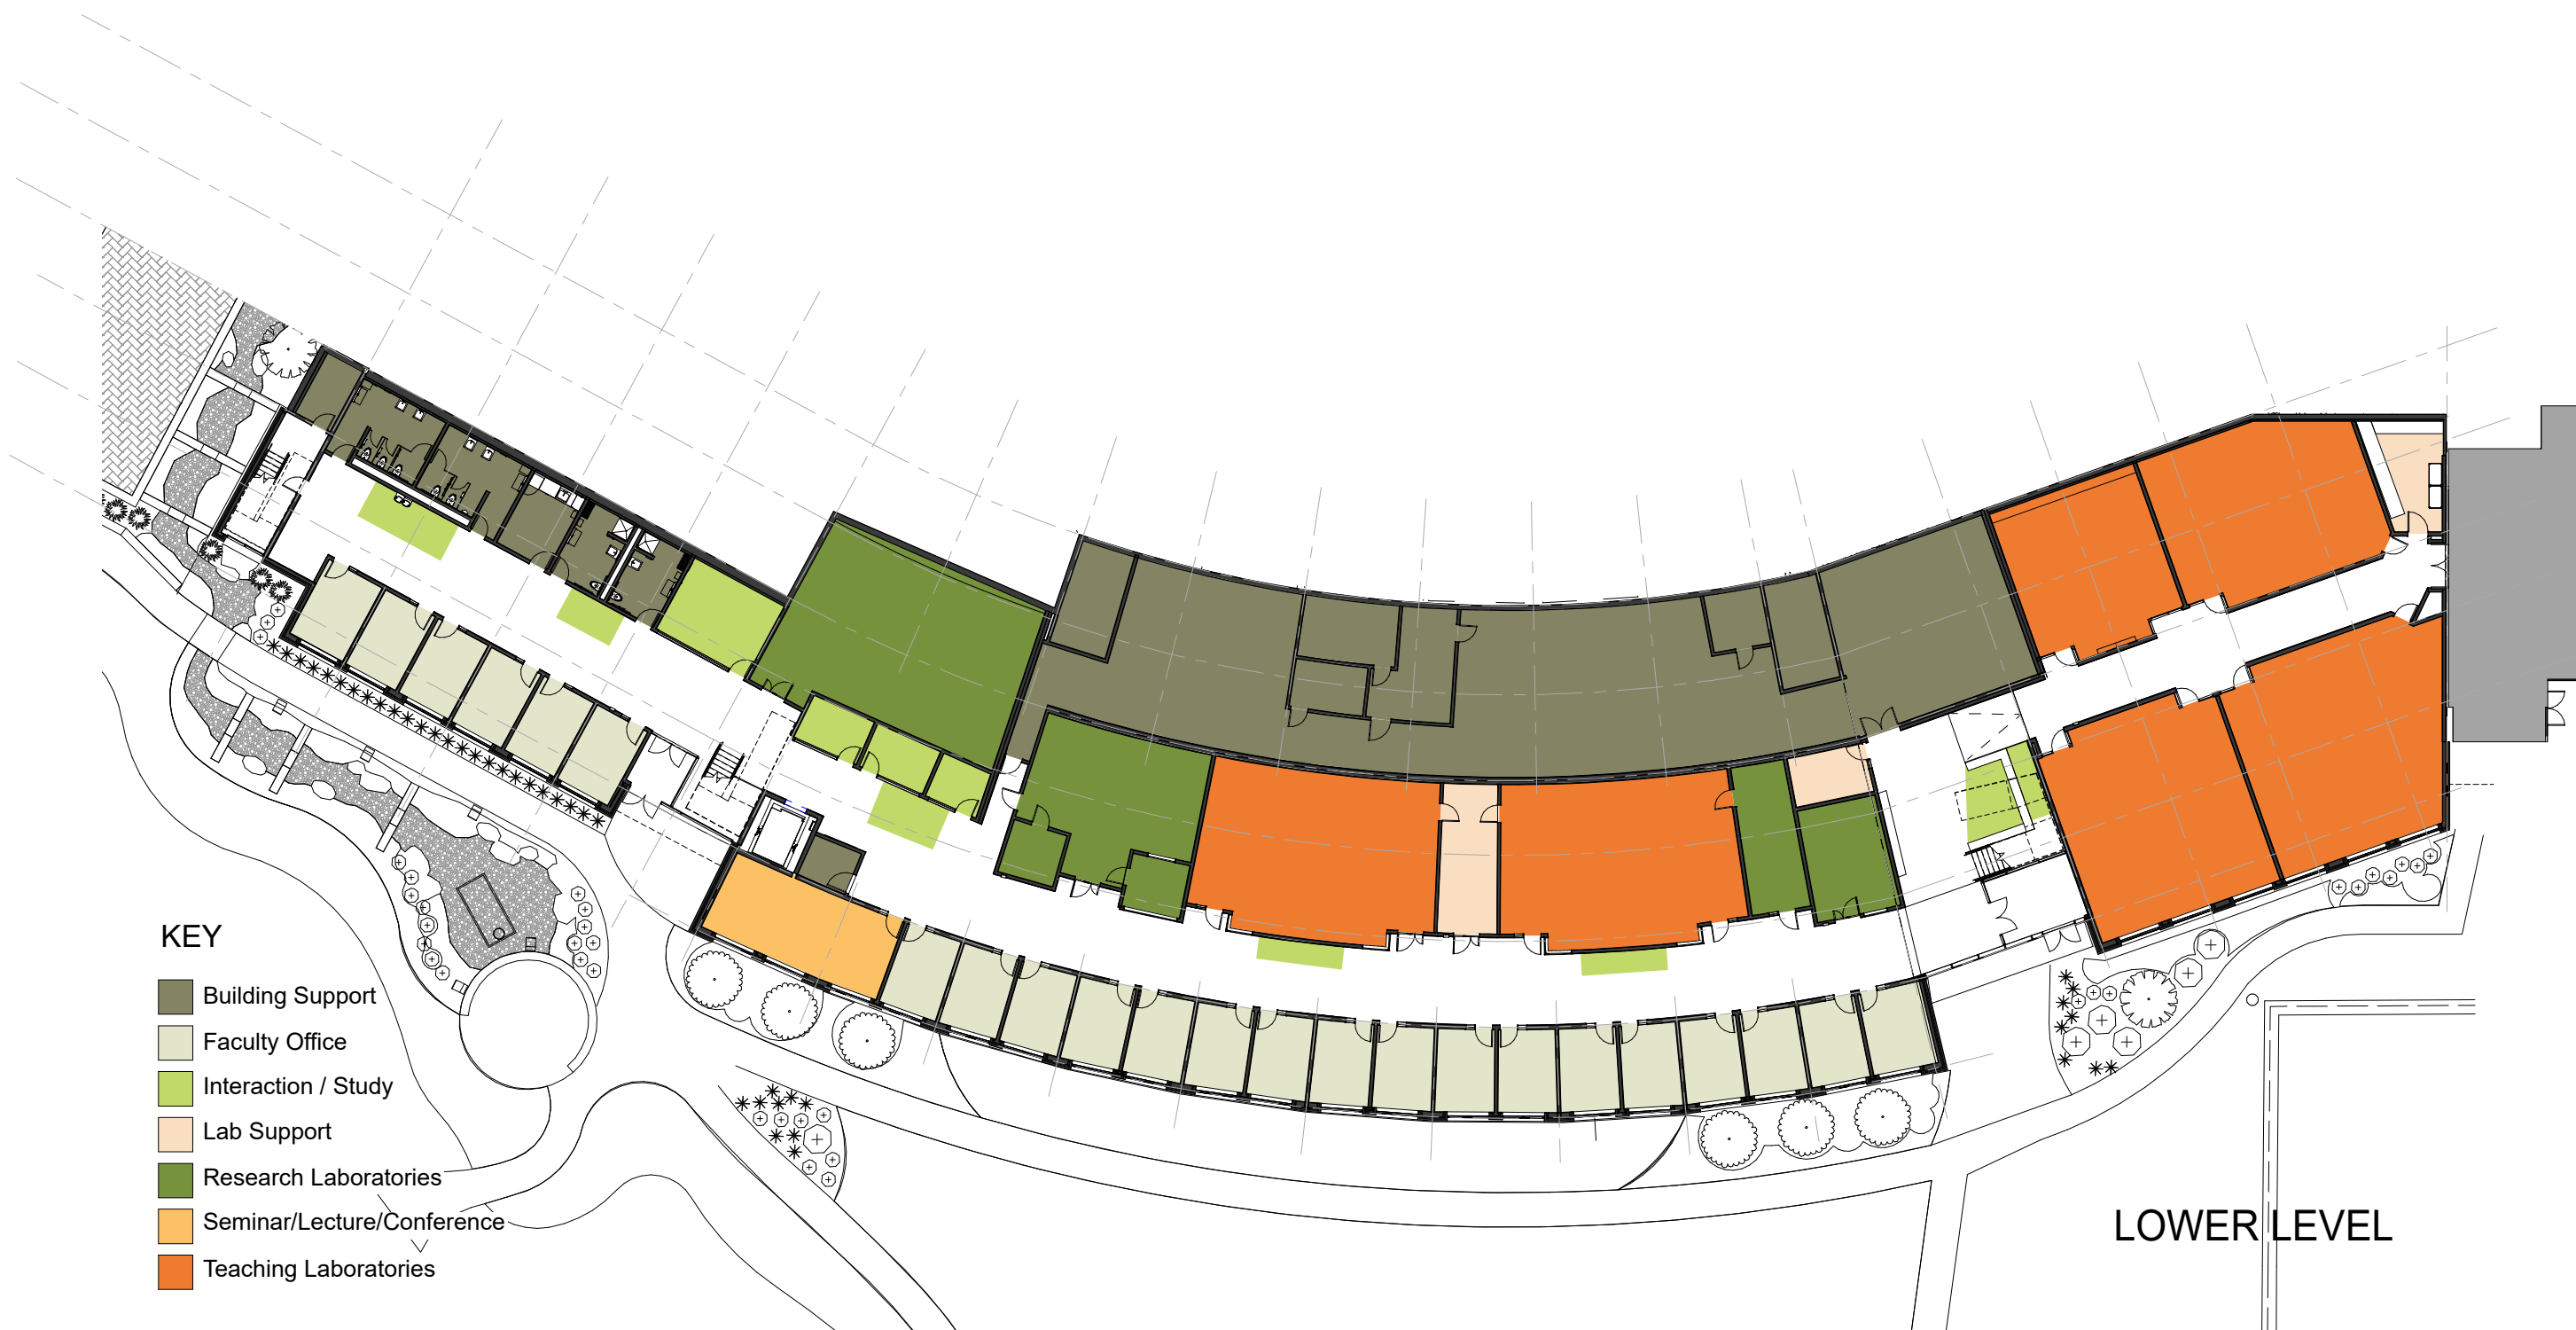 KEY
Building Support
Faculty Office
Interaction / Study
Lab Support
Research Laboratories
Seminar/Lecture/Conference
Teaching Laboratories
LOWER LEVEL